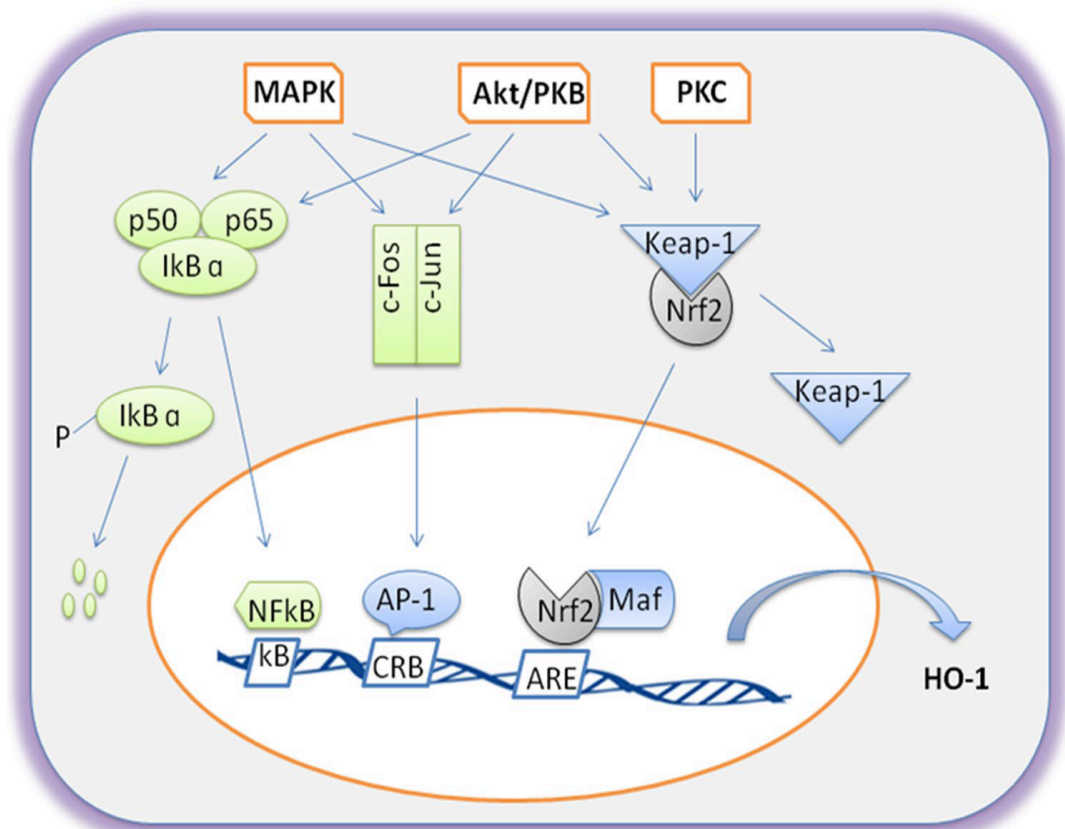 MAPK
Akt/PKB
PKC
p50
p65
IkB α
c-Fos
c-Jun
Keap-1
Nrf2
Keap-1
P
IkB α
NFkB
AP-1
Nrf2
Maf
kB
CRB
ARE
HO-1